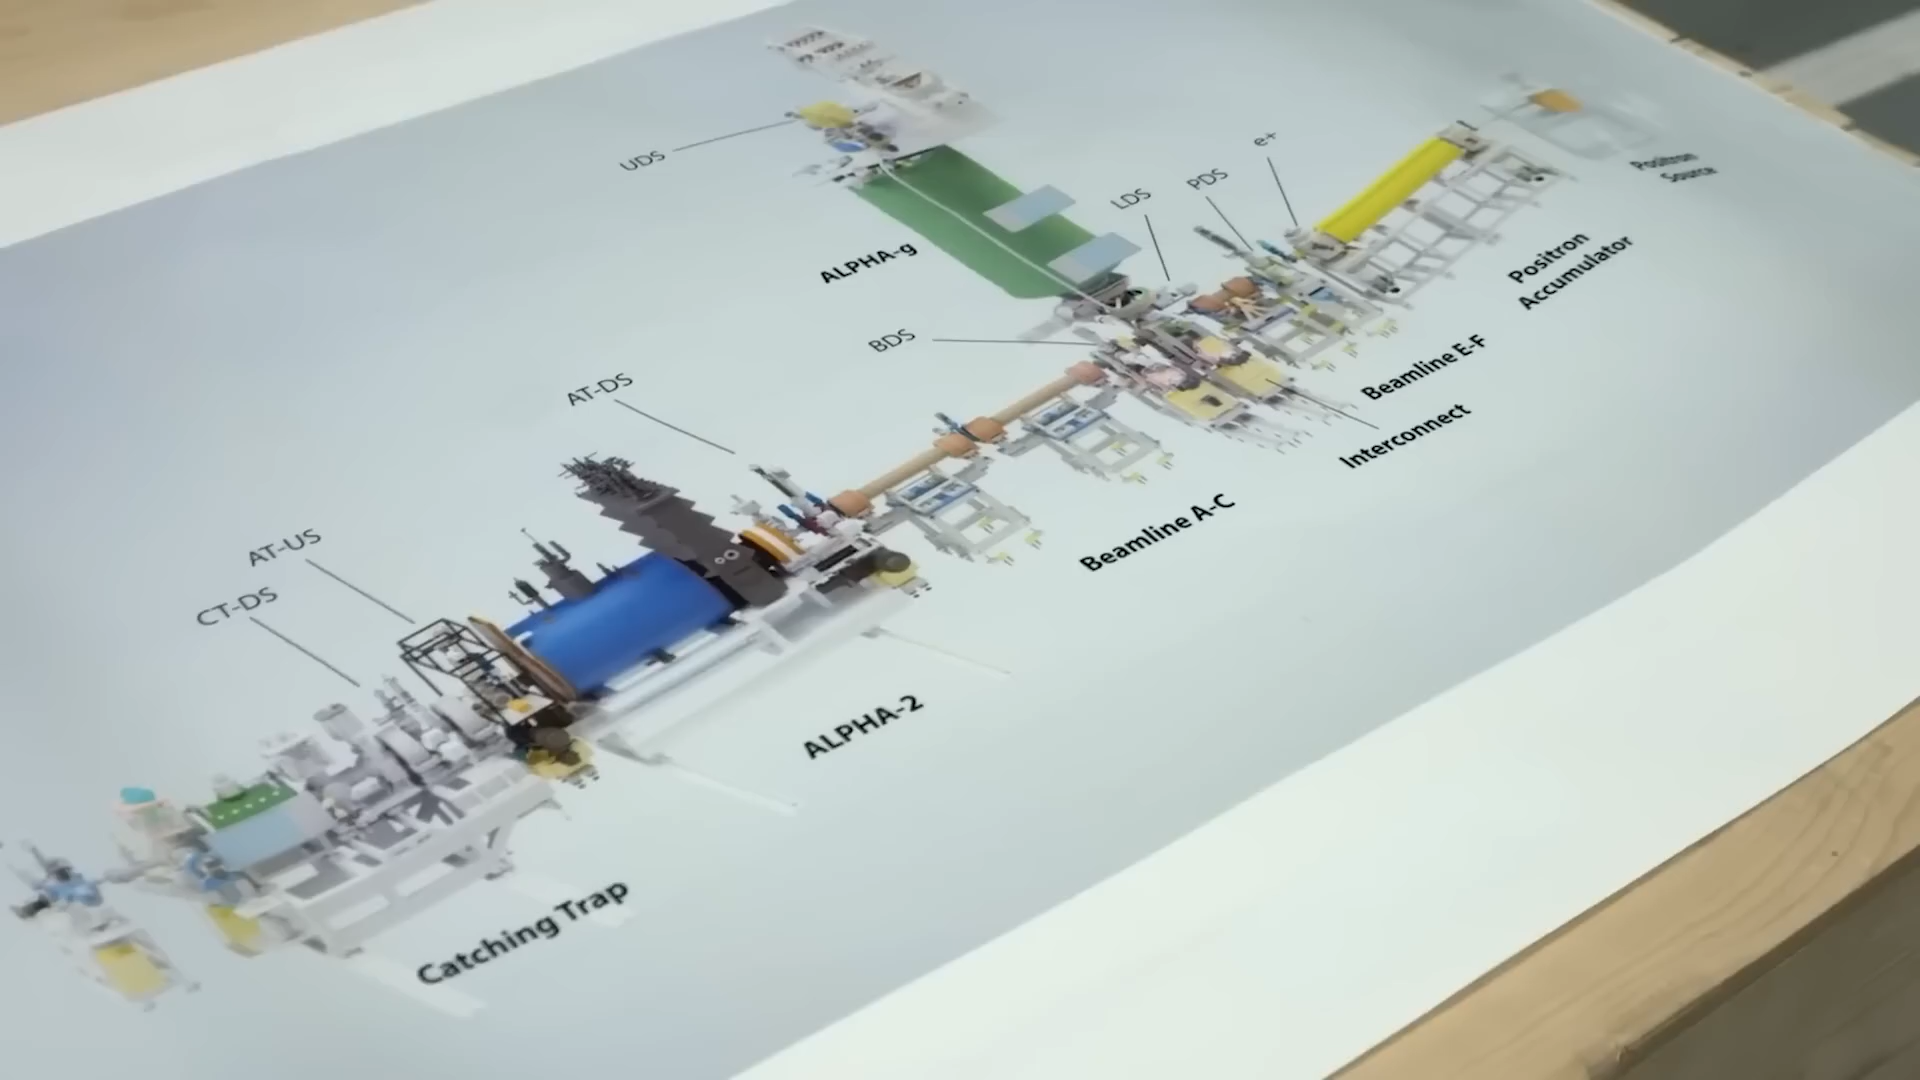 UDS
e+
Positron
Source
LDS
PDS
ALPHA-g
Positron
Accumulator
BDS
AT-DS
Beamline E-F
Interconnect
Beamline A-C
AT-US
CT-DS
ALPHA-2
Catching Trap